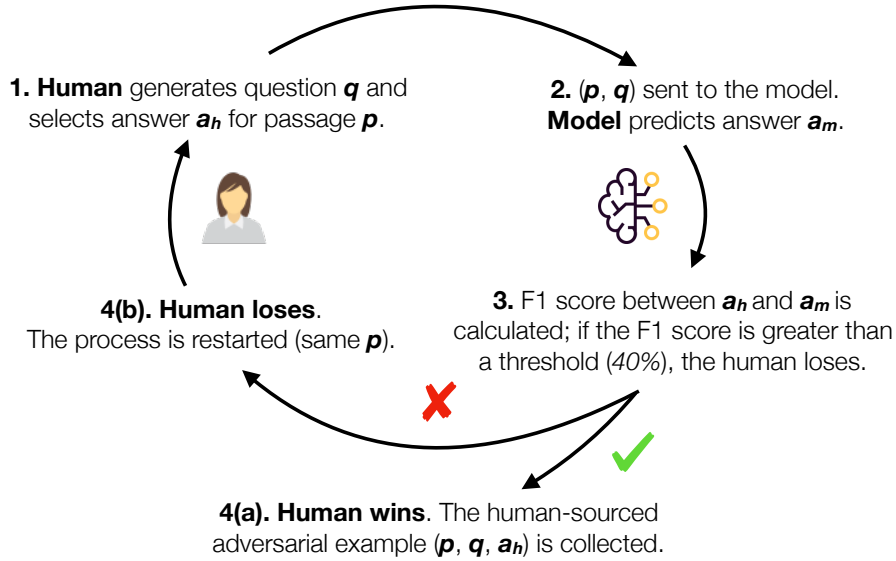 1. Human generates question q and
selects answer aₕ for passage p.
2. (p, q) sent to the model.
Model predicts answer aₘ.
3. F1 score between aₕ and aₘ is
calculated; if the F1 score is greater than
a threshold (40%), the human loses.
4(b). Human loses.
The process is restarted (same p).
4(a). Human wins. The human-sourced
adversarial example (p, q, aₕ) is collected.